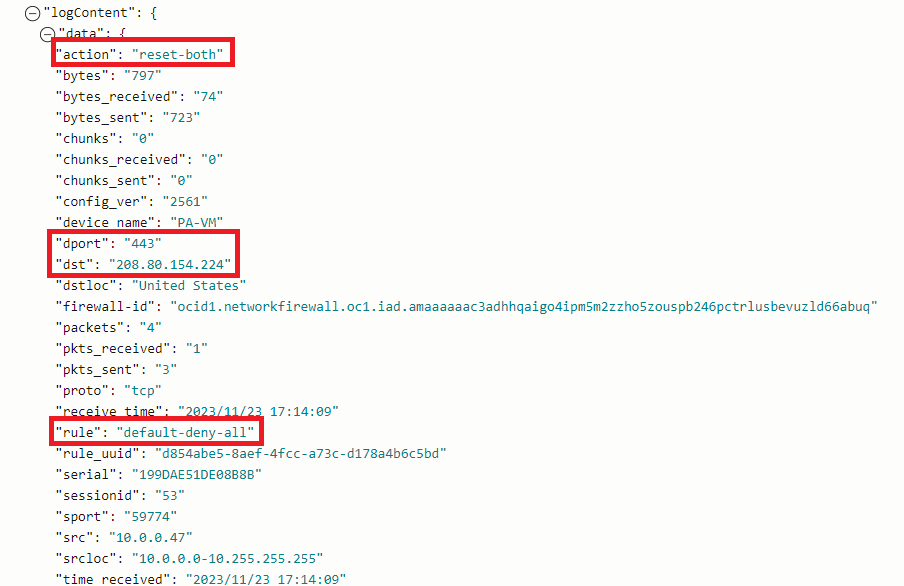 "logContent": {
"data": {
"action": "reset-both"
"bytes": "797"
"bytes_received": "74"
"bytes_sent": "723"
"chunks": "0"
"chunks_received": "0"
"chunks_sent": "0"
"config_ver": "2561"
"device_name": "PA-VM"
"dport": "443"
"dst": "208.80.154.224"
"dstloc": "United States"
"firewall-id": "ocid1.networkfirewall.oc1.iad.amaaaaaac3adhhqaigo4ipm5m2zzho5zouspb246pctrlusbevuzld66abuq"
"packets": "4"
"pkts_received": "1"
"pkts_sent": "3"
"proto": "tcp"
"receive_time": "2023/11/23 17:14:09"
"rule": "default-deny-all"
"rule_uuid": "d854abe5-8aef-4fcc-a73c-d178a4b6c5bd"
"serial": "199DAE51DE08B8B"
"sessionid": "53"
"sport": "59774"
"src": "10.0.0.47"
"srcloc": "10.0.0.0-10.255.255.255"
"time_received": "2023/11/23 17:14:09"